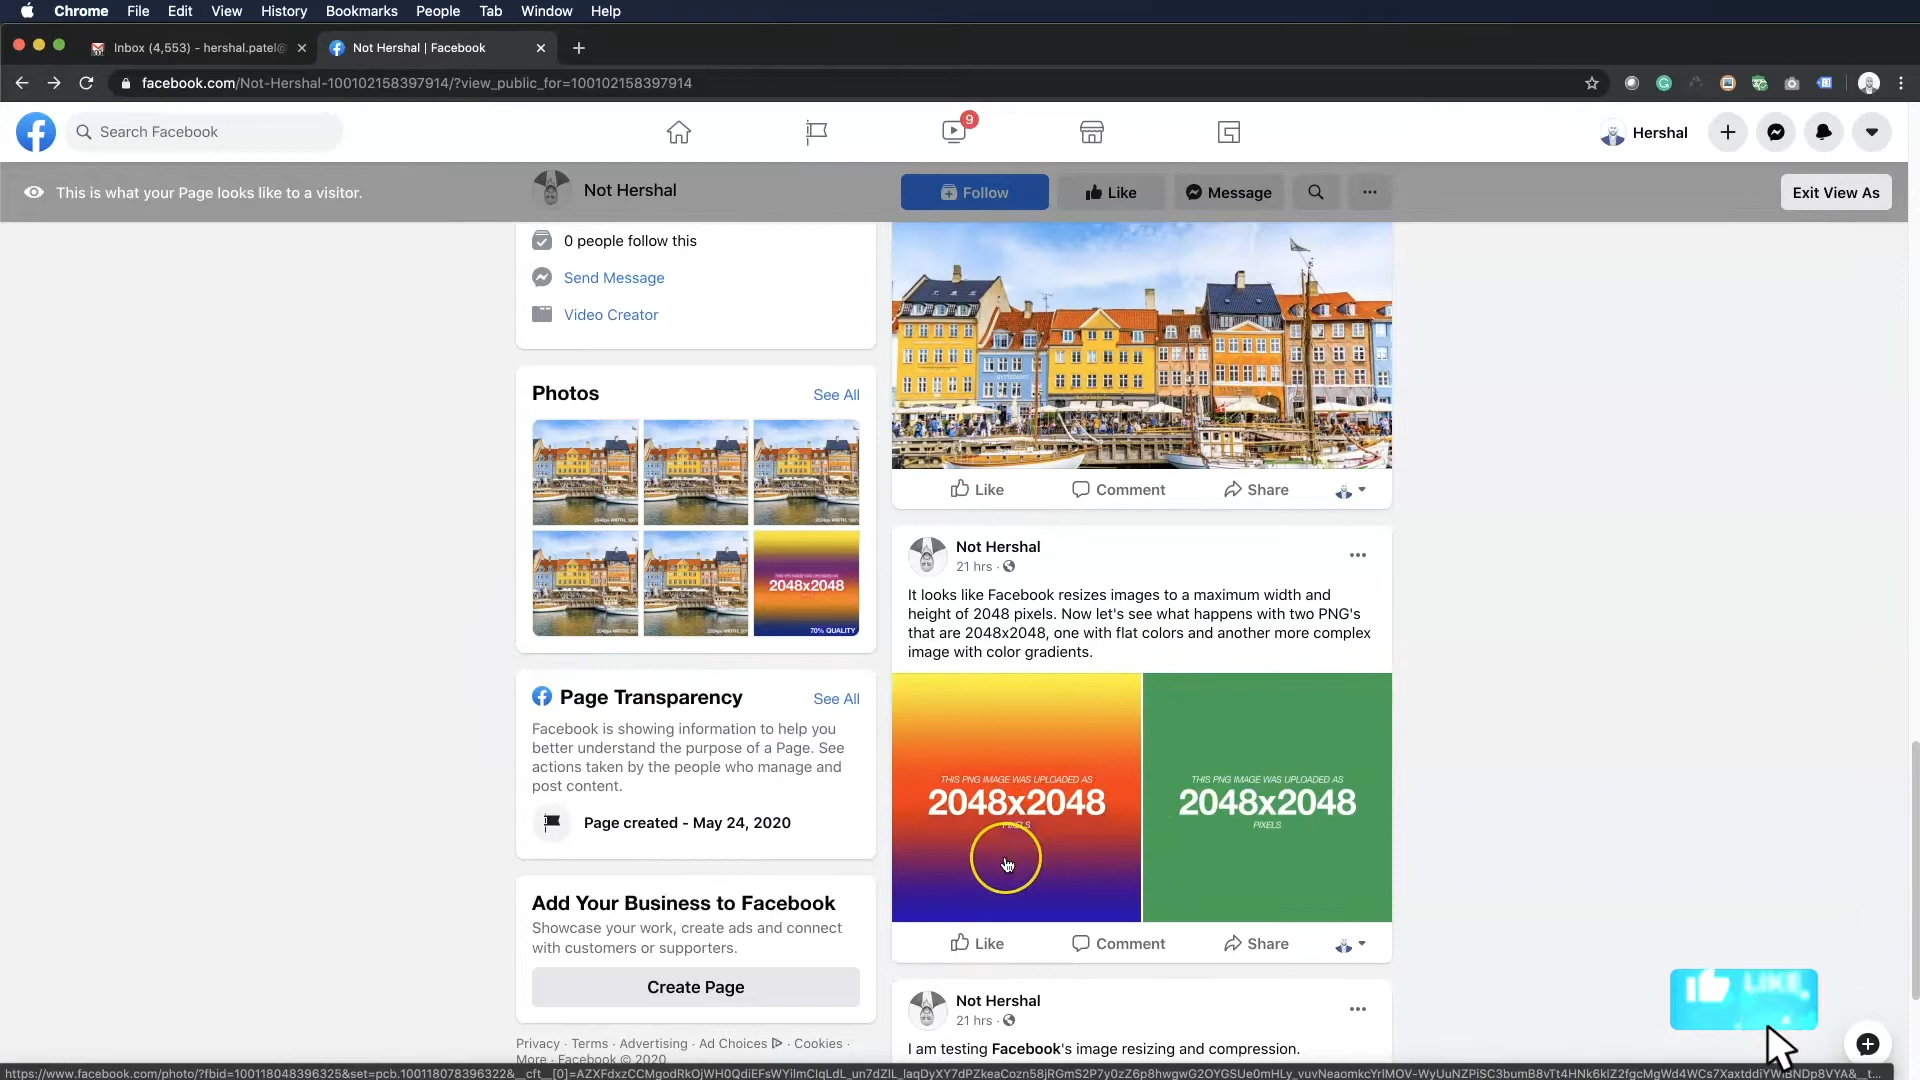 Chrome File Edit View History Bookmarks People Tab Window Help
Inbox (4,553) - hershal.patel@
Not Hershal | Facebook
facebook.com/Not-Hershal-100102158397914/?view_public_for=100102158397914
Search Facebook
9
Hershal
This is what your Page looks like to a visitor.
Not Hershal
Follow
Like
Message
Exit View As
0 people follow this
Send Message
Video Creator
Photos
See All
2048x2048
70% QUALITY
Page Transparency
See All
Facebook is showing information to help you
better understand the purpose of a Page. See
actions taken by the people who manage and
post content.
Page created - May 24, 2020
Add Your Business to Facebook
Showcase your work, create ads and connect
with customers or supporters.
Create Page
Privacy · Terms · Advertising · Ad Choices · Cookies ·
More · Facebook © 2020
Like Comment Share
Not Hershal
21 hrs ·
It looks like Facebook resizes images to a maximum width and
height of 2048 pixels. Now let's see what happens with two PNG's
that are 2048x2048, one with flat colors and another more complex
image with color gradients.
THIS PNG IMAGE WAS UPLOADED AS
2048x2048
PIXELS
THIS PNG IMAGE WAS UPLOADED AS
2048x2048
PIXELS
Like Comment Share
Not Hershal
21 hrs ·
I am testing Facebook's image resizing and compression.
LIKE